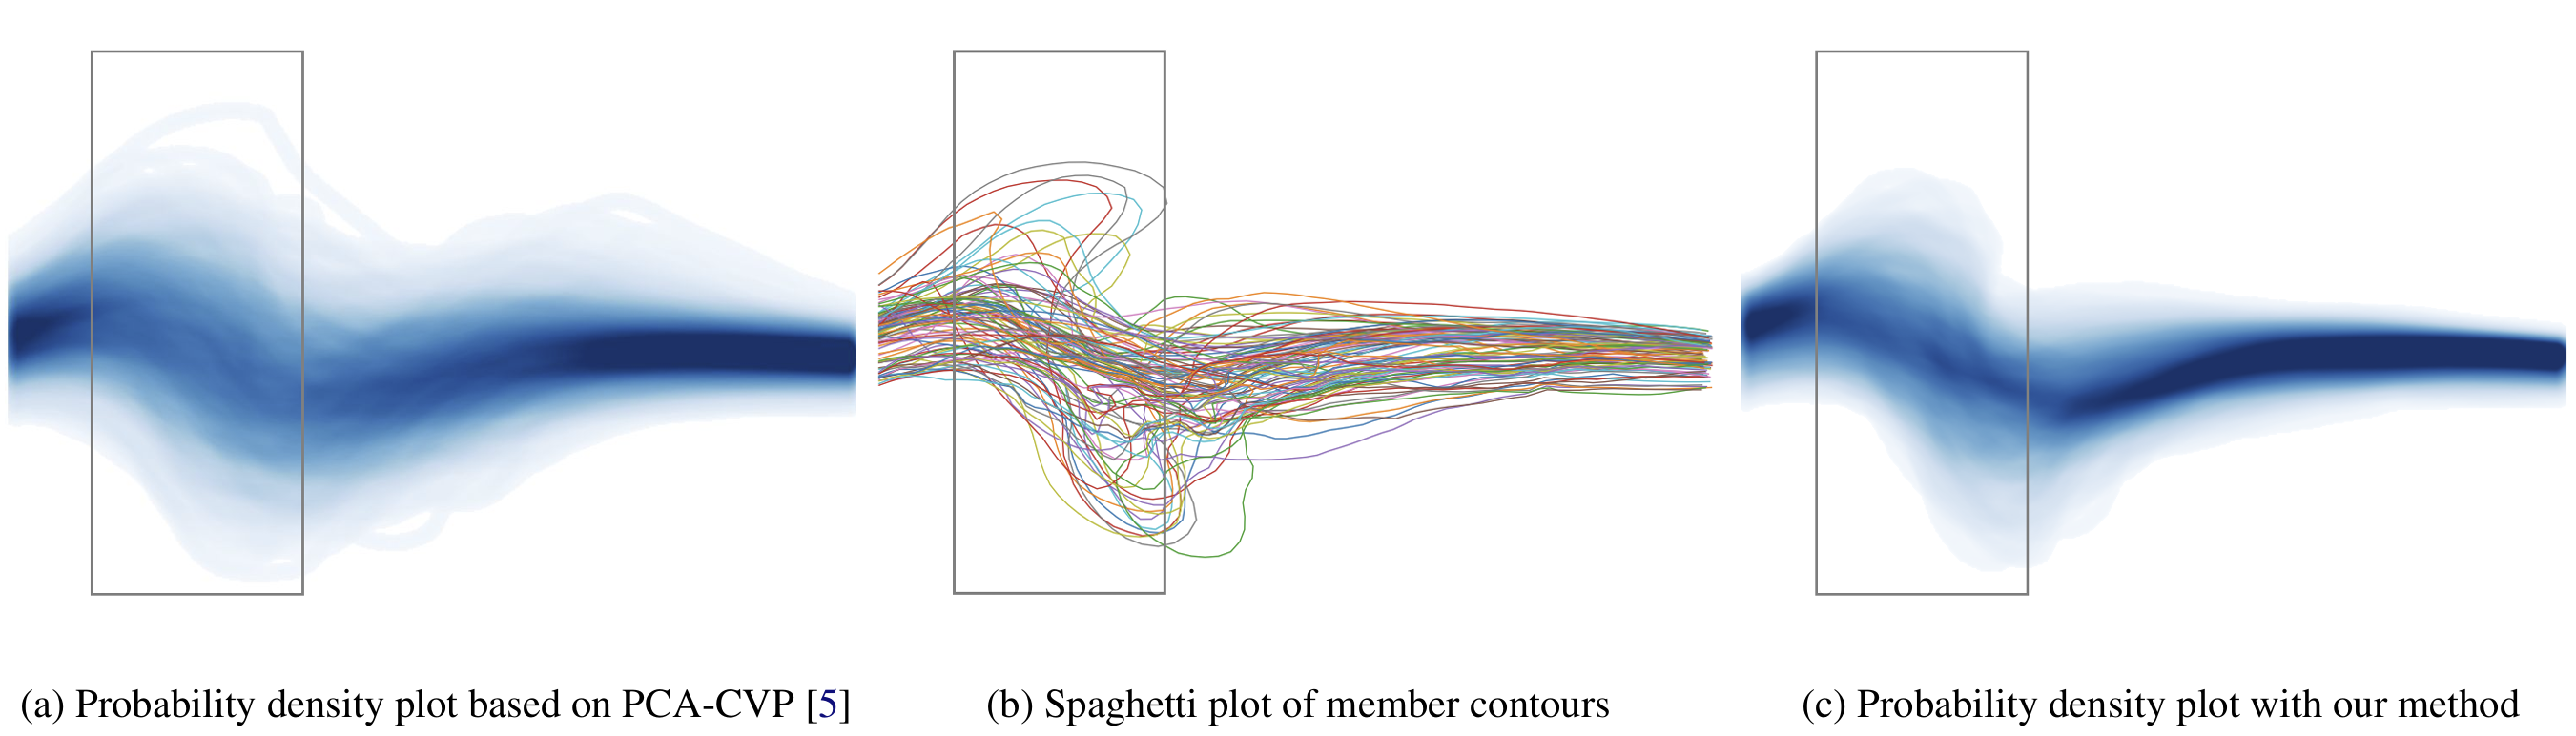 (a) Probability density plot based on PCA-CVP [5]
(b) Spaghetti plot of member contours
(c) Probability density plot with our method